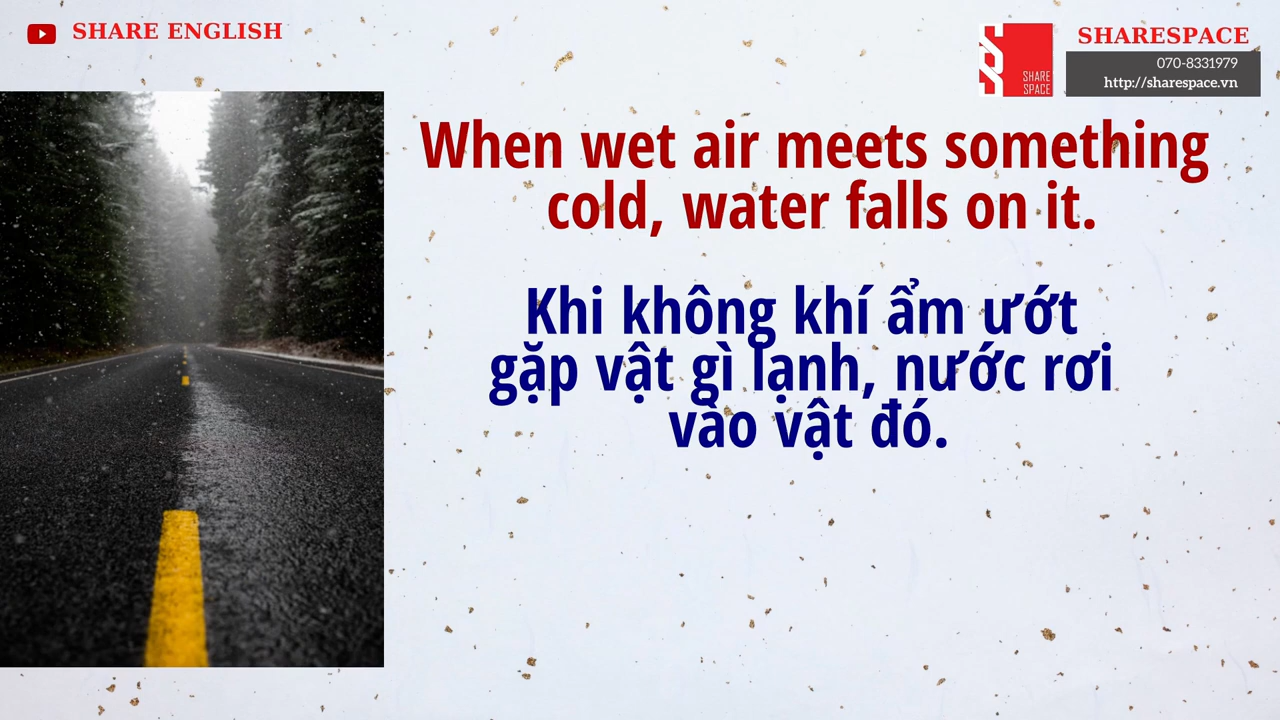 SHARE ENGLISH
SHARESPACE
070-8331979
http://sharespace.vn
SHARE
SPACE
When wet air meets something
cold, water falls on it.
Khi không khí ẩm ướt
gặp vật gì lạnh, nước rơi
vào vật đó.